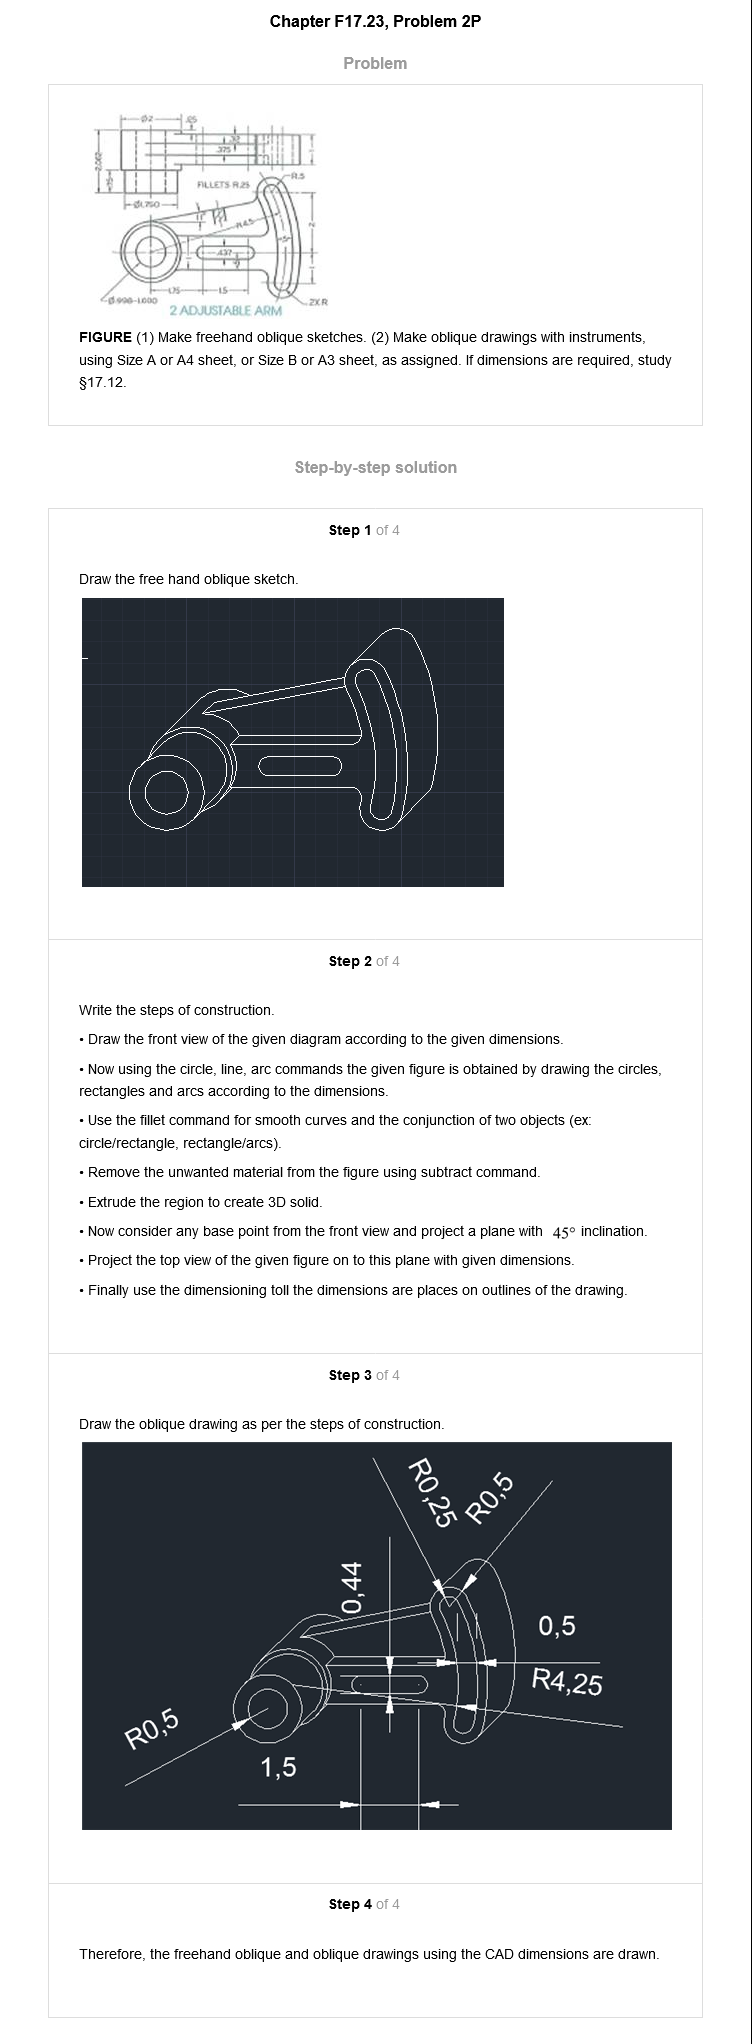 Chapter F17.23, Problem 2P
Problem
Ø2
.25
.32
.375
2.062
.75
FILLETS R.25
R.5
Ø1.750
R4.5
.437
1.75
1.5
Ø.998-1.000
2XR
2 ADJUSTABLE ARM
FIGURE (1) Make freehand oblique sketches. (2) Make oblique drawings with instruments,
using Size A or A4 sheet, or Size B or A3 sheet, as assigned. If dimensions are required, study
§17.12.
Step-by-step solution
Step 1 of 4
Draw the free hand oblique sketch.
Step 2 of 4
Write the steps of construction.
• Draw the front view of the given diagram according to the given dimensions.
• Now using the circle, line, arc commands the given figure is obtained by drawing the circles,
rectangles and arcs according to the dimensions.
• Use the fillet command for smooth curves and the conjunction of two objects (ex:
circle/rectangle, rectangle/arcs).
• Remove the unwanted material from the figure using subtract command.
• Extrude the region to create 3D solid.
• Now consider any base point from the front view and project a plane with 45° inclination.
• Project the top view of the given figure on to this plane with given dimensions.
• Finally use the dimensioning toll the dimensions are places on outlines of the drawing.
Step 3 of 4
Draw the oblique drawing as per the steps of construction.
R0,25
R0,5
0,44
0,5
R4,25
R0,5
1,5
Step 4 of 4
Therefore, the freehand oblique and oblique drawings using the CAD dimensions are drawn.